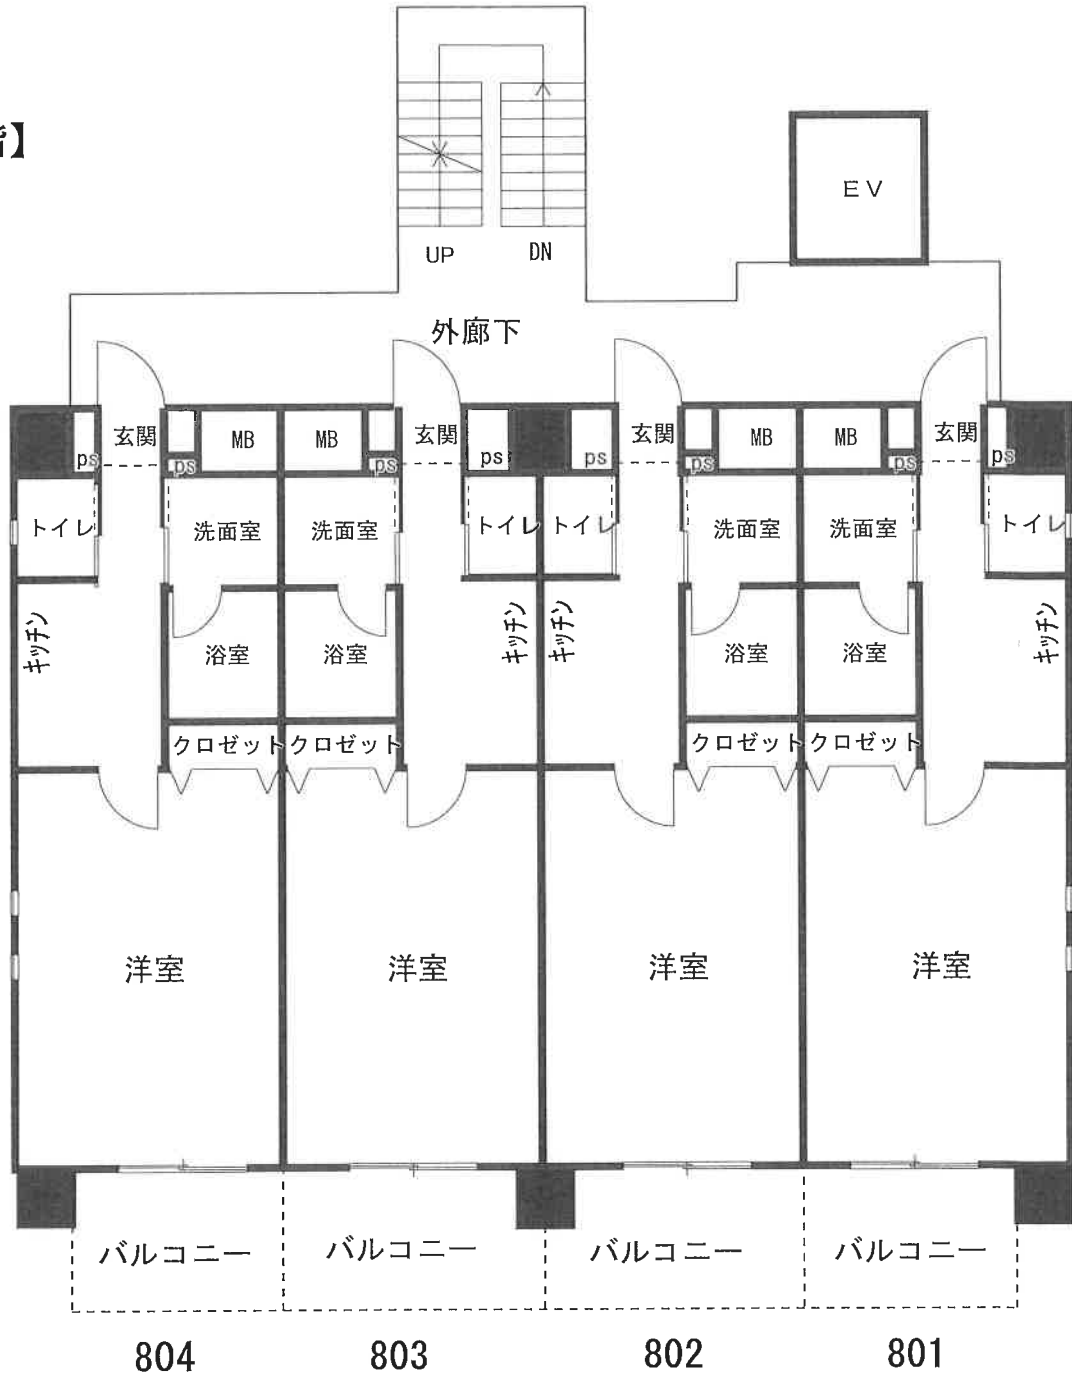 階】
EV
UP
DN
外廊下
玄関
MB
MB
玄関
玄関
MB
MB
玄関
ps
ps
ps
ps
ps
ps
ps
ps
トイレ
洗面室
洗面室
トイレ
トイレ
洗面室
洗面室
トイレ
キッチン
浴室
浴室
キッチン
キッチン
浴室
浴室
キッチン
クロゼット
クロゼット
クロゼット
クロゼット
洋室
洋室
洋室
洋室
バルコニー
バルコニー
バルコニー
バルコニー
804
803
802
801